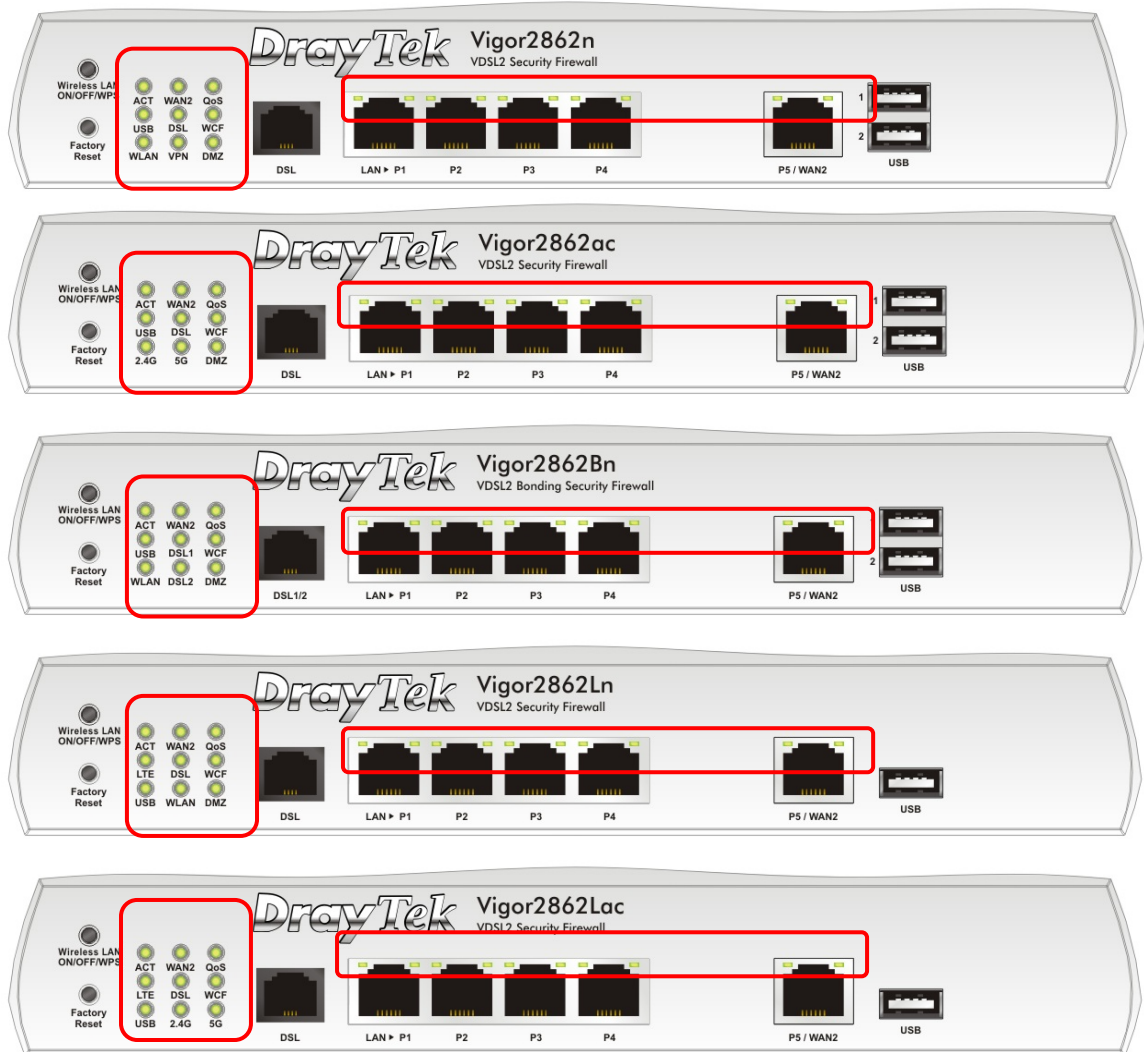 DrayTek Vigor2862n
VDSL2 Security Firewall
Wireless LAN
ON/OFF/WPS
ACT WAN2 QoS
USB DSL WCF
WLAN VPN DMZ
Factory
Reset
1
2
DSL LAN P1 P2 P3 P4 P5 / WAN2 USB
DrayTek Vigor2862ac
VDSL2 Security Firewall
Wireless LAN
ON/OFF/WPS
ACT WAN2 QoS
USB DSL WCF
2.4G 5G DMZ
Factory
Reset
1
2
DSL LAN P1 P2 P3 P4 P5 / WAN2 USB
DrayTek Vigor2862Bn
VDSL2 Bonding Security Firewall
Wireless LAN
ON/OFF/WPS
ACT WAN2 QoS
USB DSL1 WCF
WLAN DSL2 DMZ
Factory
Reset
2
DSL1/2 LAN P1 P2 P3 P4 P5 / WAN2 USB
DrayTek Vigor2862Ln
VDSL2 Security Firewall
Wireless LAN
ON/OFF/WPS
ACT WAN2 QoS
LTE DSL WCF
USB WLAN DMZ
Factory
Reset
DSL LAN P1 P2 P3 P4 P5 / WAN2 USB
DrayTek Vigor2862Lac
VDSL2 Security Firewall
Wireless LAN
ON/OFF/WPS
ACT WAN2 QoS
LTE DSL WCF
USB 2.4G 5G
Factory
Reset
DSL LAN P1 P2 P3 P4 P5 / WAN2 USB